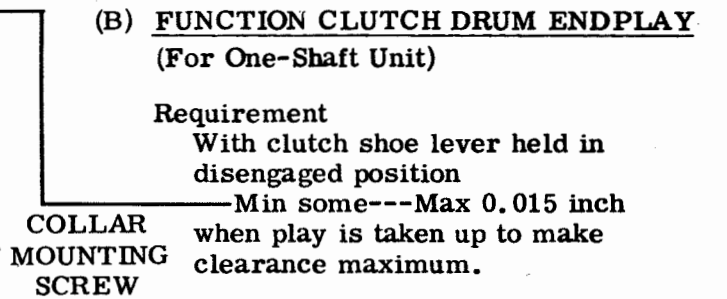 (B) FUNCTION CLUTCH DRUM ENDPLAY
(For One-Shaft Unit)
Requirement
With clutch shoe lever held in
disengaged position
Min some---Max 0.015 inch
when play is taken up to make
clearance maximum.
COLLAR
MOUNTING
SCREW